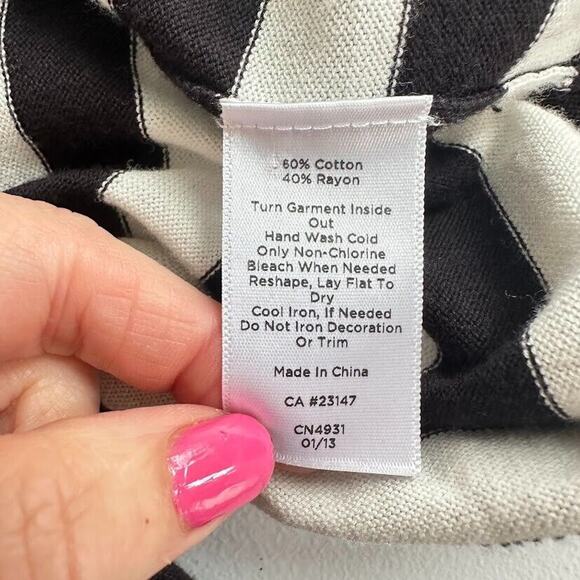 60% Cotton
40% Rayon
Turn Garment Inside
Out
Hand Wash Cold
Only Non-Chlorine
Bleach When Needed
Reshape, Lay Flat To
Dry
Cool Iron, If Needed
Do Not Iron Decoration
Or Trim
Made In China
CA #23147
CN4931
01/13